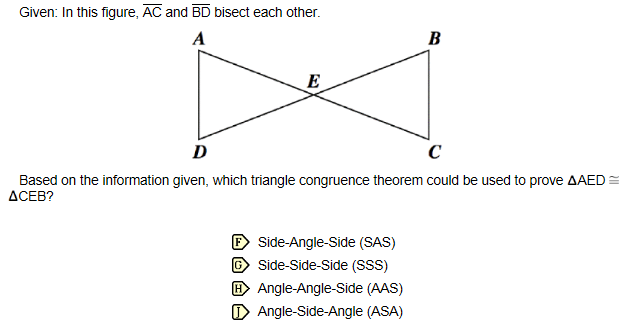 Given: In this figure, AC and BD bisect each other.
A B
E
D C
Based on the information given, which triangle congruence theorem could be used to prove ΔAED ≅
ΔCEB?
F Side-Angle-Side (SAS)
G Side-Side-Side (SSS)
H Angle-Angle-Side (AAS)
J Angle-Side-Angle (ASA)